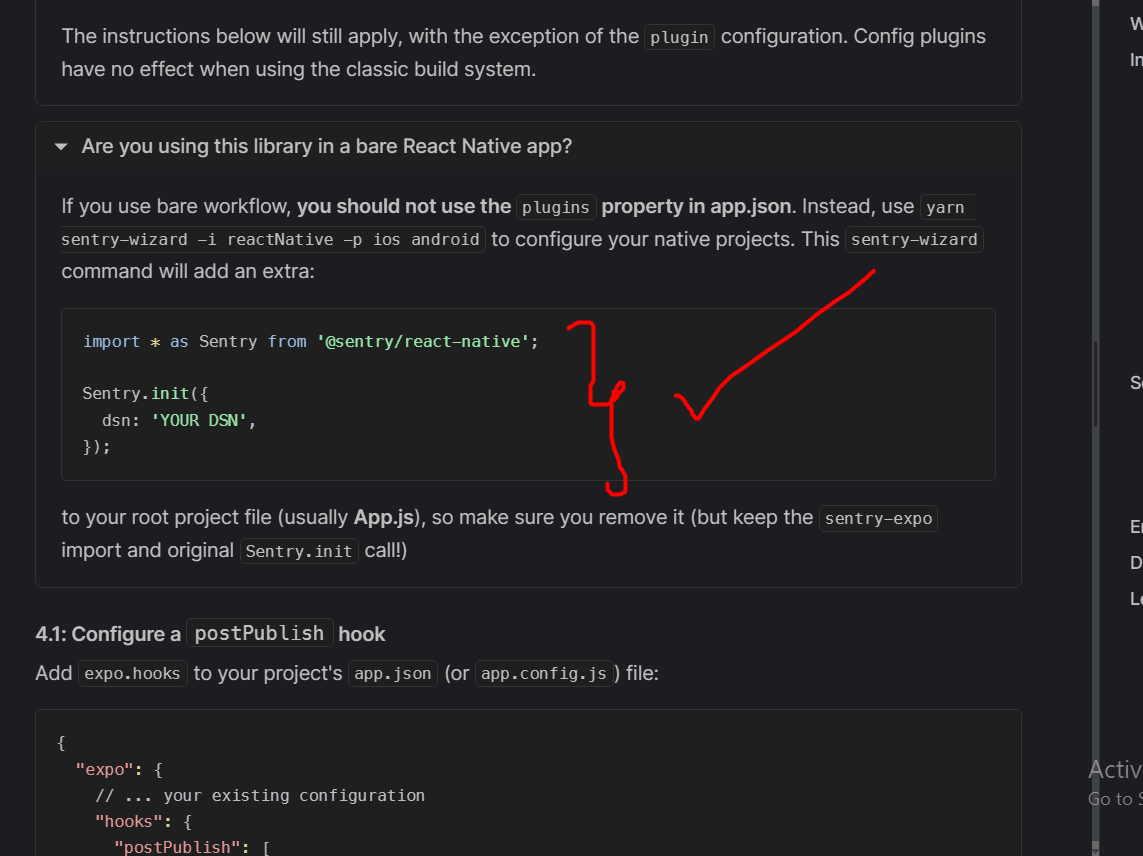 The instructions below will still apply, with the exception of the plugin configuration. Config plugins
have no effect when using the classic build system.
Are you using this library in a bare React Native app?
If you use bare workflow, you should not use the plugins property in app.json. Instead, use yarn
sentry-wizard -i reactNative -p ios android to configure your native projects. This sentry-wizard
command will add an extra:
import * as Sentry from '@sentry/react-native';
Sentry.init({
dsn: 'YOUR DSN',
});
to your root project file (usually App.js), so make sure you remove it (but keep the sentry-expo
import and original Sentry.init call!)
4.1: Configure a postPublish hook
Add expo.hooks to your project's app.json (or app.config.js) file:
{
"expo": {
// ... your existing configuration
"hooks": {
"postPublish": [
Go to